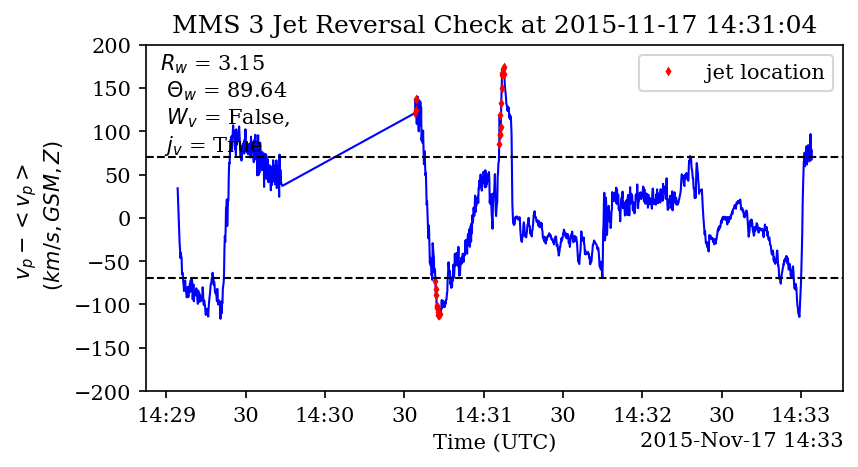 MMS 3 Jet Reversal Check at 2015-11-17 14:31:04
R_w = 3.15
Θ_w = 89.64
W_v = False,
j_v = True
jet location
v_p − < v_p >
(km/s, GSM, Z)
200
150
100
50
0
−50
−100
−150
−200
14:29 30 14:30 30 14:31 30 14:32 30 14:33
Time (UTC)
2015-Nov-17 14:33